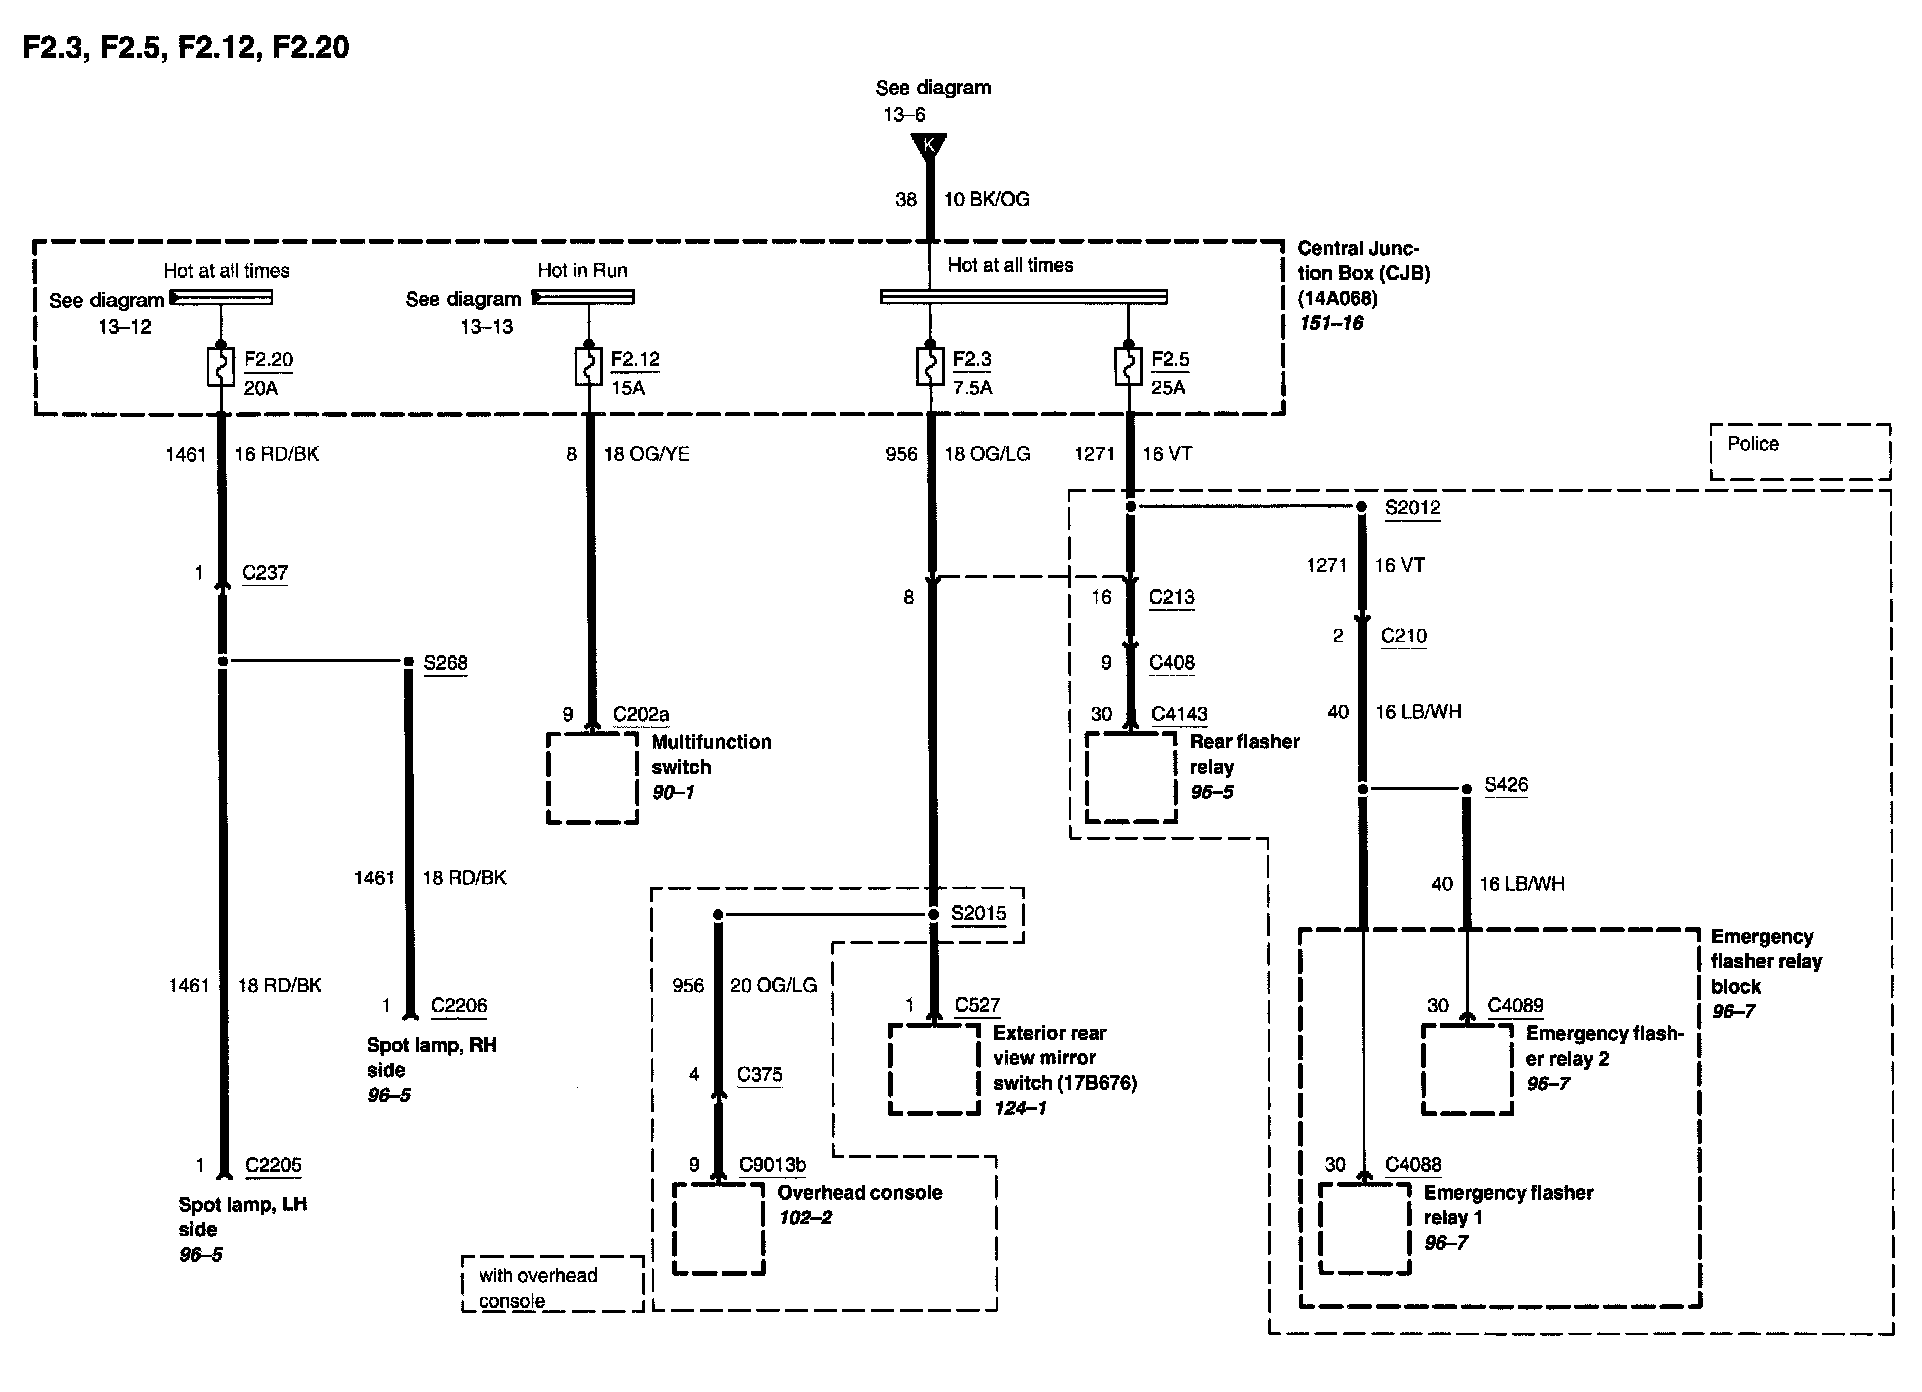 F2.3, F2.5, F2.12, F2.20
See diagram
13–6
K
38 10 BK/OG
Central Junc-
tion Box (CJB)
(14A068)
151–16
Hot at all times
See diagram
13–12
F2.20
20A
Hot in Run
See diagram
13–13
F2.12
15A
Hot at all times
F2.3
7.5A
F2.5
25A
1461 16 RD/BK
8 18 OG/YE
956 18 OG/LG
1271 16 VT
Police
S2012
1271 16 VT
1 C237
8
16 C213
2 C210
S268
9 C408
9 C202a
30 C4143
40 16 LB/WH
Multifunction
switch
90–1
Rear flasher
relay
96–5
S426
1461 18 RD/BK
40 16 LB/WH
S2015
Emergency
flasher relay
block
96–7
1461 18 RD/BK
956 20 OG/LG
1 C2206
1 C527
30 C4089
Spot lamp, RH
side
96–5
Exterior rear
view mirror
switch (17B676)
124–1
Emergency flash-
er relay 2
96–7
4 C375
1 C2205
9 C9013b
30 C4088
Spot lamp, LH
side
96–5
Overhead console
102–2
Emergency flasher
relay 1
96–7
with overhead
console